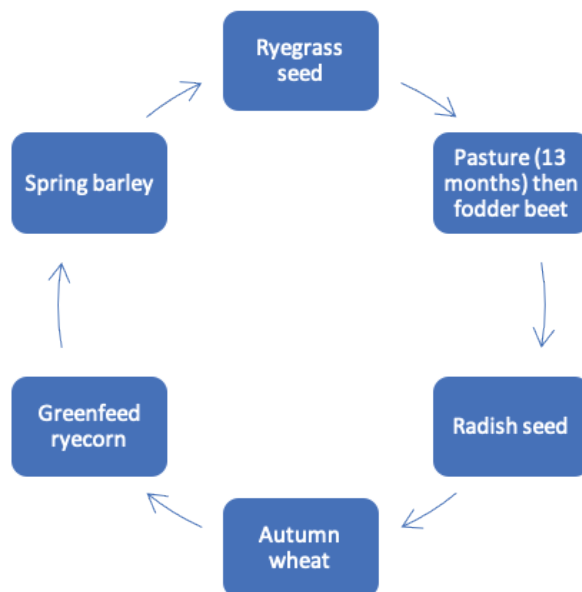 Ryegrass
seed
Pasture (13
months) then
fodder beet
Radish seed
Autumn
wheat
Greenfeed
ryecorn
Spring barley